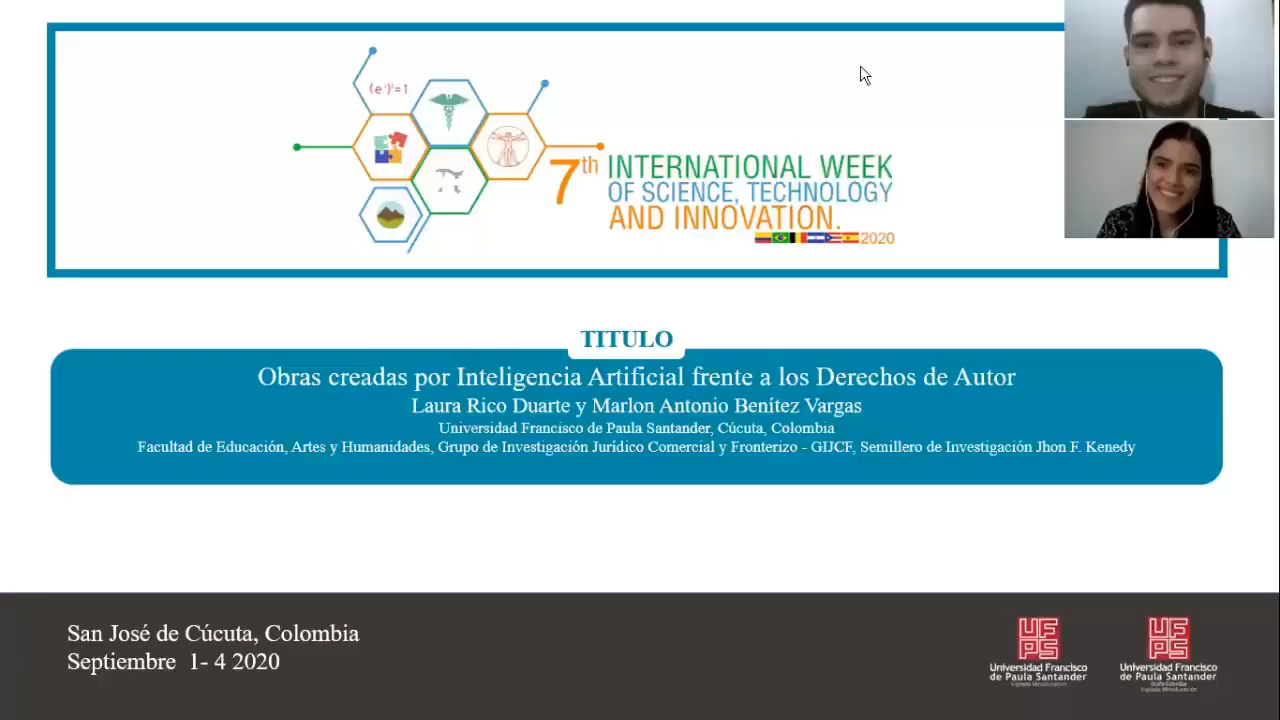 (e⁺)²=1
7th INTERNATIONAL WEEK
OF SCIENCE, TECHNOLOGY
AND INNOVATION.
2020
TITULO
Obras creadas por Inteligencia Artificial frente a los Derechos de Autor
Laura Rico Duarte y Marlon Antonio Benítez Vargas
Universidad Francisco de Paula Santander, Cúcuta, Colombia
Facultad de Educación, Artes y Humanidades, Grupo de Investigación Jurídico Comercial y Fronterizo - GIJCF, Semillero de Investigación Jhon F. Kenedy
San José de Cúcuta, Colombia
Septiembre 1- 4 2020
UFPS
Universidad Francisco
de Paula Santander
UFPS
Universidad Francisco
de Paula Santander